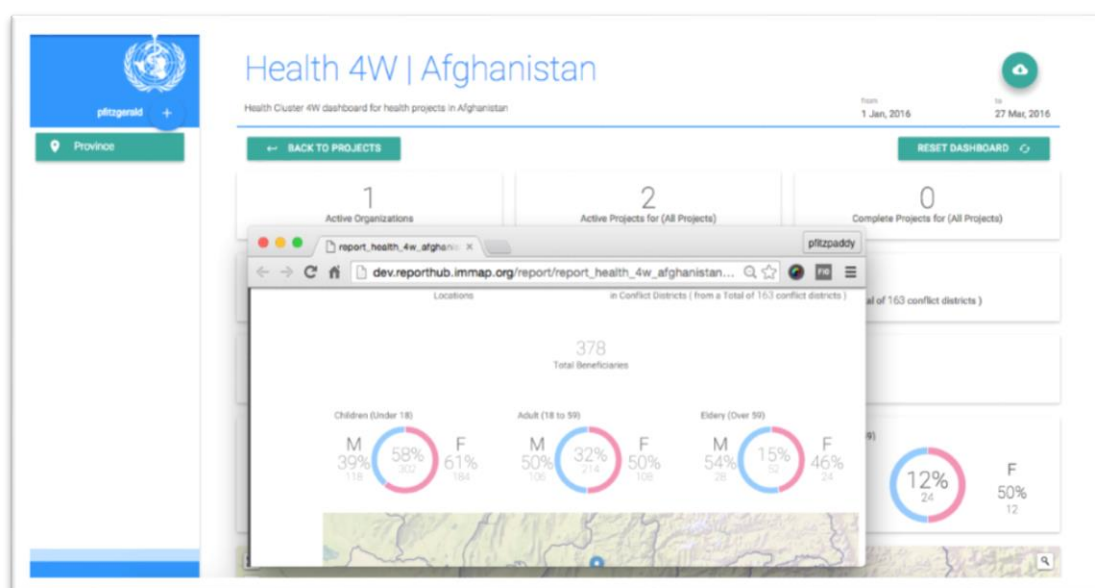 Health 4W | Afghanistan
Health Cluster 4W dashboard for health projects in Afghanistan
from
1 Jan, 2016
to
27 Mar, 2016
pfitzgerald +
Province
BACK TO PROJECTS
RESET DASHBOARD
1
Active Organizations
2
Active Projects for (All Projects)
0
Complete Projects for (All Projects)
report_health_4w_afghanis
pfitzpaddy
dev.reporthub.immap.org/report/report_health_4w_afghanistan...
Locations
in Conflict Districts ( from a Total of 163 conflict districts )
al of 163 conflict districts )
378
Total Beneficiaries
Children (Under 18)
M
39%
118
58%
302
F
61%
184
Adult (18 to 59)
M
50%
106
32%
214
F
50%
108
Eldery (Over 59)
M
54%
28
15%
52
F
46%
24
9)
12%
24
F
50%
12